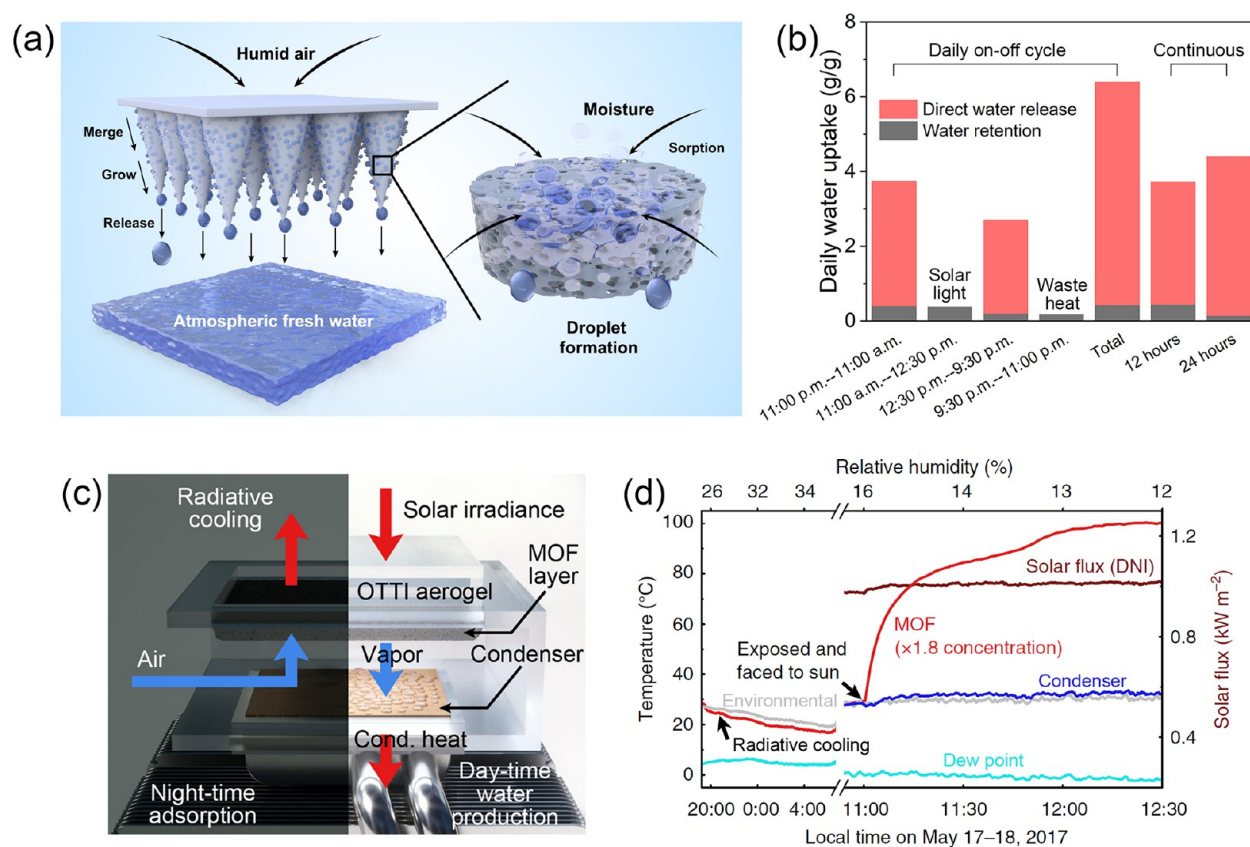 (a)
Humid air
Merge
Grow
Release
Moisture
Sorption
Atmospheric fresh water
Droplet
formation
(b)
Daily water uptake (g/g)
8
6
4
2
0
Daily on-off cycle
Continuous
Direct water release
Water retention
Solar
light
Waste
heat
11:00 p.m.--11:00 a.m.
11:00 a.m.--12:30 p.m.
12:30 p.m.--9:30 p.m.
9:30 p.m.--11:00 p.m.
Total
12 hours
24 hours
(c)
Radiative
cooling
Solar irradiance
MOF
layer
OTTI aerogel
Air
Vapor
Condenser
Cond. heat
Night-time
adsorption
Day-time
water
production
(d)
Relative humidity (%)
26 32 34 16 14 13 12
Temperature (°C)
100
80
60
40
20
0
Solar flux (DNI)
MOF
(×1.8 concentration)
Exposed and
faced to sun
Environmental
Condenser
Radiative cooling
Dew point
1.2
0.8
0.4
Solar flux (kW m⁻²)
20:00 0:00 4:00 11:00 11:30 12:00 12:30
Local time on May 17–18, 2017